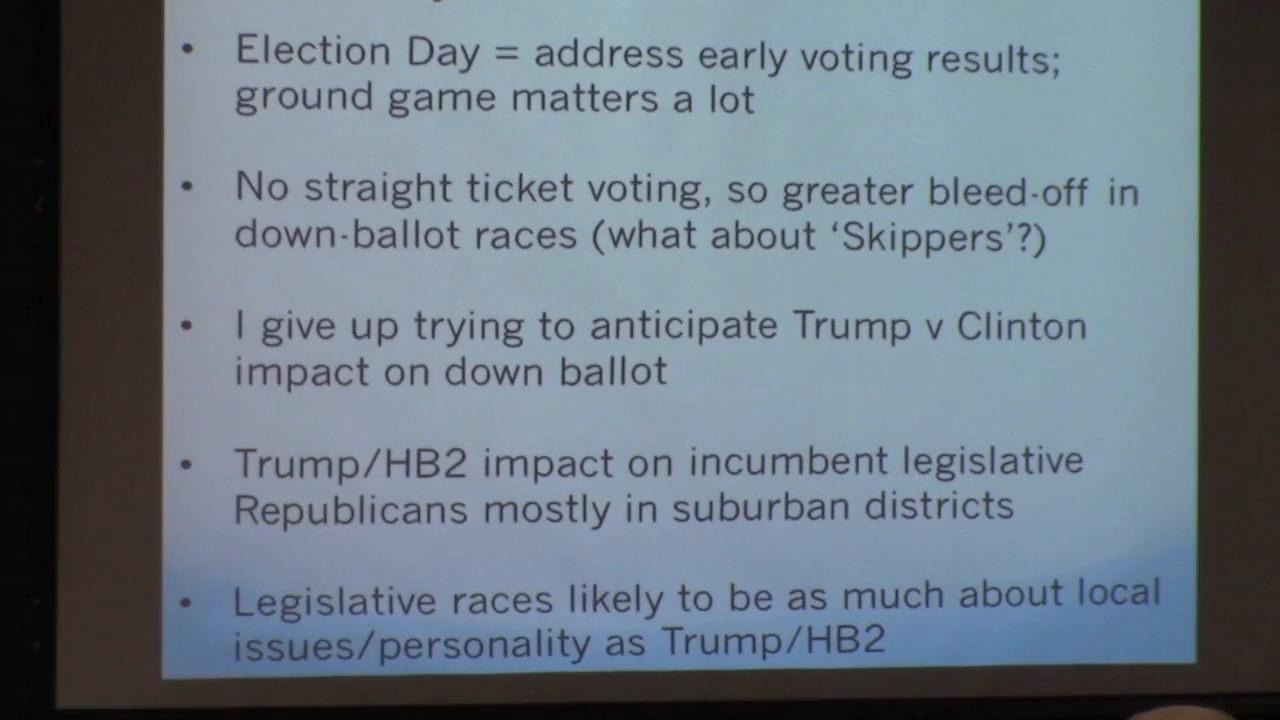 • Election Day = address early voting results;
ground game matters a lot
• No straight ticket voting, so greater bleed-off in
down-ballot races (what about ‘Skippers’?)
• I give up trying to anticipate Trump v Clinton
impact on down ballot
• Trump/HB2 impact on incumbent legislative
Republicans mostly in suburban districts
• Legislative races likely to be as much about local
issues/personality as Trump/HB2